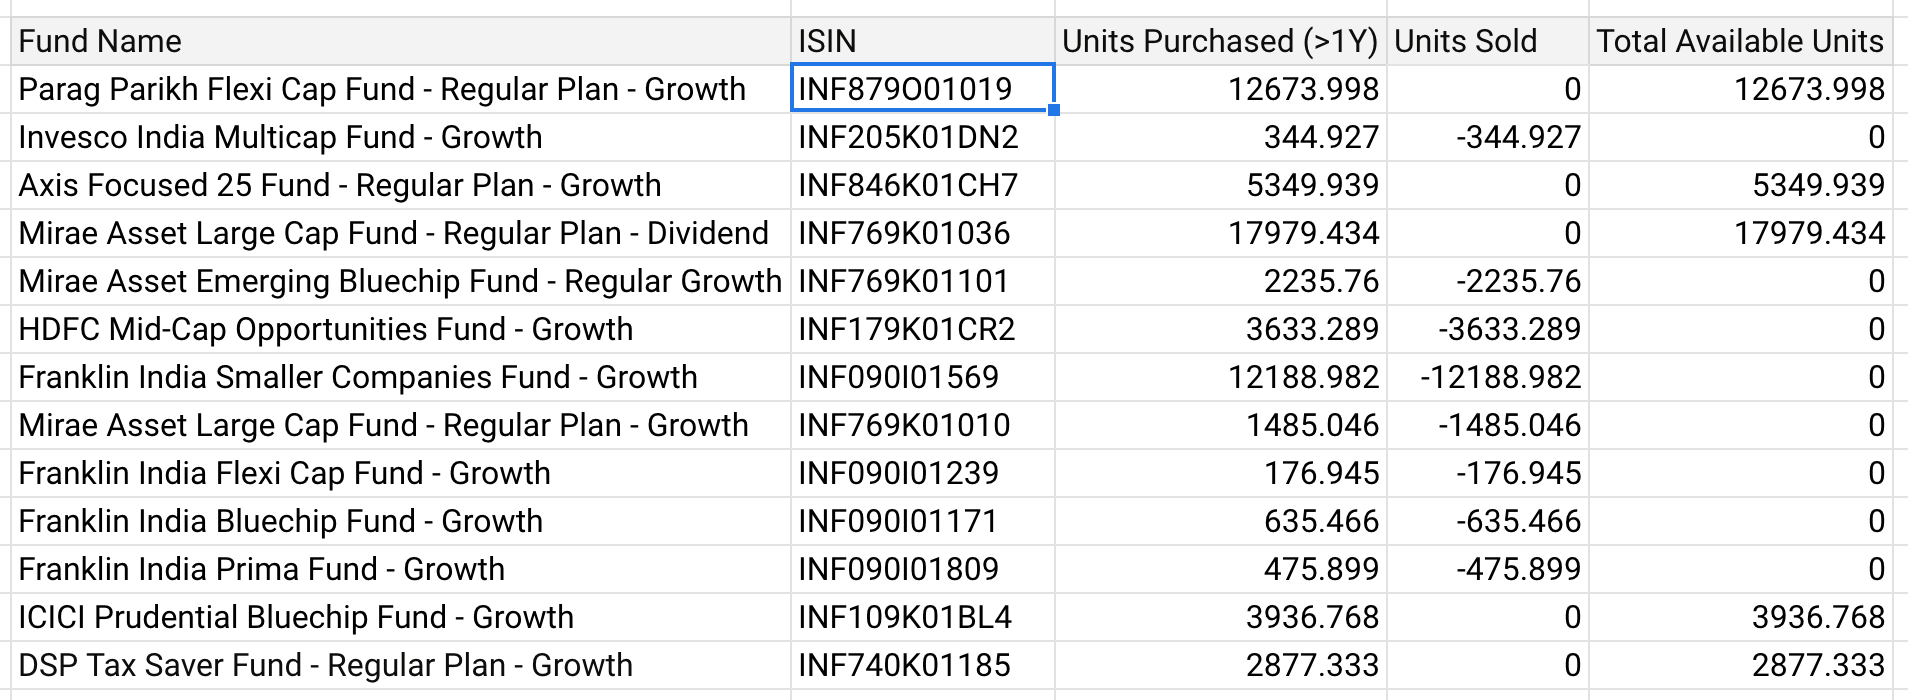 Fund Name ISIN Units Purchased (>1Y) Units Sold Total Available Units
Parag Parikh Flexi Cap Fund - Regular Plan - Growth INF879O01019 12673.998 0 12673.998
Invesco India Multicap Fund - Growth INF205K01DN2 344.927 -344.927 0
Axis Focused 25 Fund - Regular Plan - Growth INF846K01CH7 5349.939 0 5349.939
Mirae Asset Large Cap Fund - Regular Plan - Dividend INF769K01036 17979.434 0 17979.434
Mirae Asset Emerging Bluechip Fund - Regular Growth INF769K01101 2235.76 -2235.76 0
HDFC Mid-Cap Opportunities Fund - Growth INF179K01CR2 3633.289 -3633.289 0
Franklin India Smaller Companies Fund - Growth INF090I01569 12188.982 -12188.982 0
Mirae Asset Large Cap Fund - Regular Plan - Growth INF769K01010 1485.046 -1485.046 0
Franklin India Flexi Cap Fund - Growth INF090I01239 176.945 -176.945 0
Franklin India Bluechip Fund - Growth INF090I01171 635.466 -635.466 0
Franklin India Prima Fund - Growth INF090I01809 475.899 -475.899 0
ICICI Prudential Bluechip Fund - Growth INF109K01BL4 3936.768 0 3936.768
DSP Tax Saver Fund - Regular Plan - Growth INF740K01185 2877.333 0 2877.333